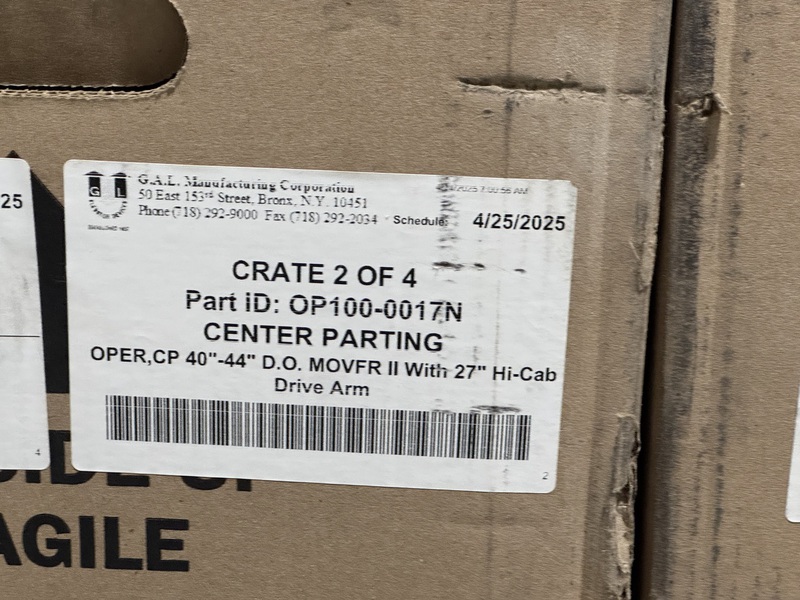 25
G.A.L. Manufacturing Corporation
50 East 153rd Street, Bronx, N.Y. 10451
Phone (718) 292-9000 Fax (718) 292-2034
Schedule: 4/25/2025
G L
CRATE 2 OF 4
Part ID: OP100-0017N
CENTER PARTING
OPER,CP 40"-44" D.O. MOVFR II With 27" Hi-Cab
Drive Arm
2
4
AGILE